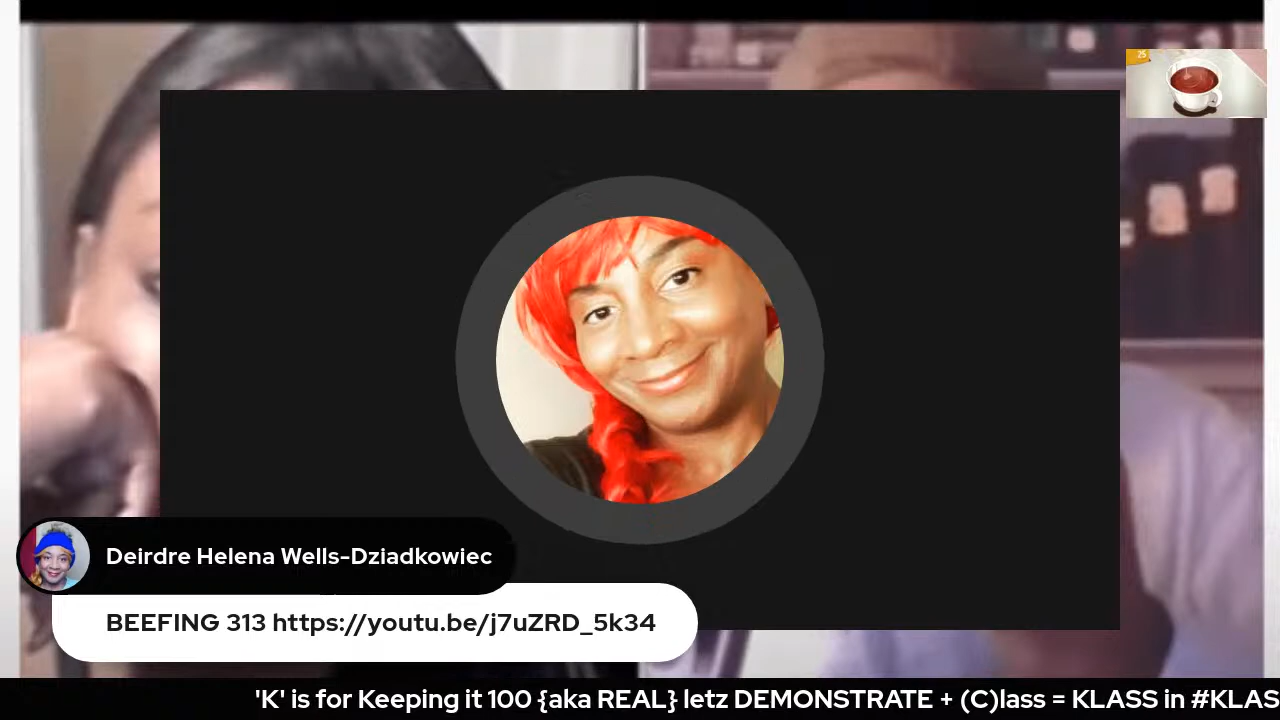 25
Deirdre Helena Wells-Dziadkowiec
BEEFING 313 https://youtu.be/j7uZRD_5k34
'K' is for Keeping it 100 {aka REAL} letz DEMONSTRATE + (C)lass = KLASS in #KLAS